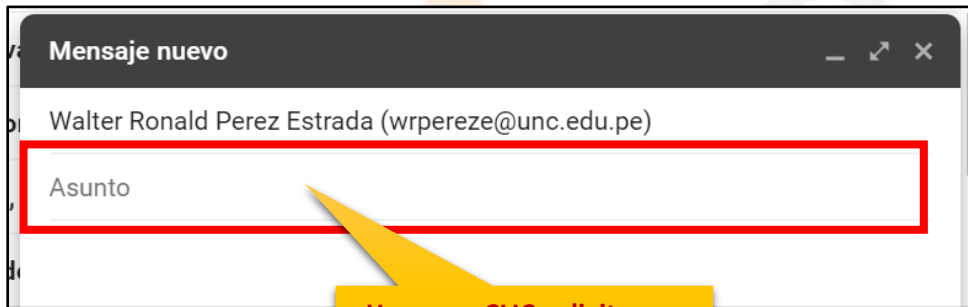 Mensaje nuevo
Walter Ronald Perez Estrada (wrpereze@unc.edu.pe)
Asunto